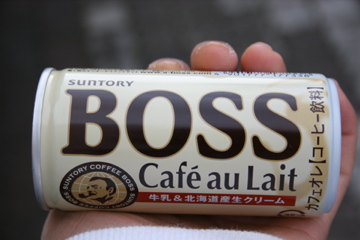 SUNTORY
BOSS
Café au Lait
牛乳&北海道産生クリーム
カフェオレ【コーヒー飲料】
SUNTORY COFFEE BOSS